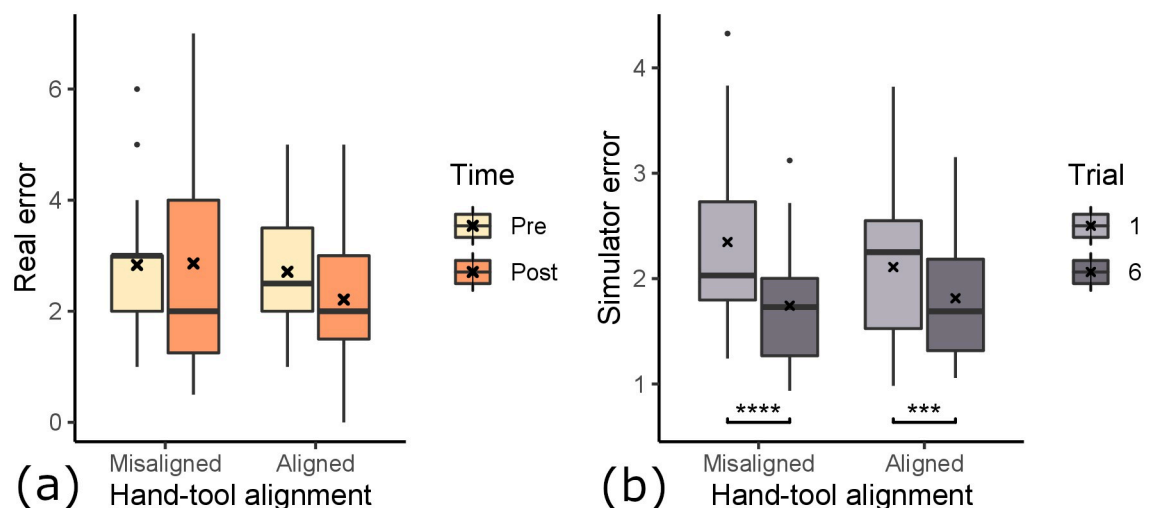 Real error
6
4
2
0
Misaligned
Aligned
Hand-tool alignment
(a)
Time
Pre
Post
Simulator error
4
3
2
1
****
***
Misaligned
Aligned
Hand-tool alignment
(b)
Trial
1
6